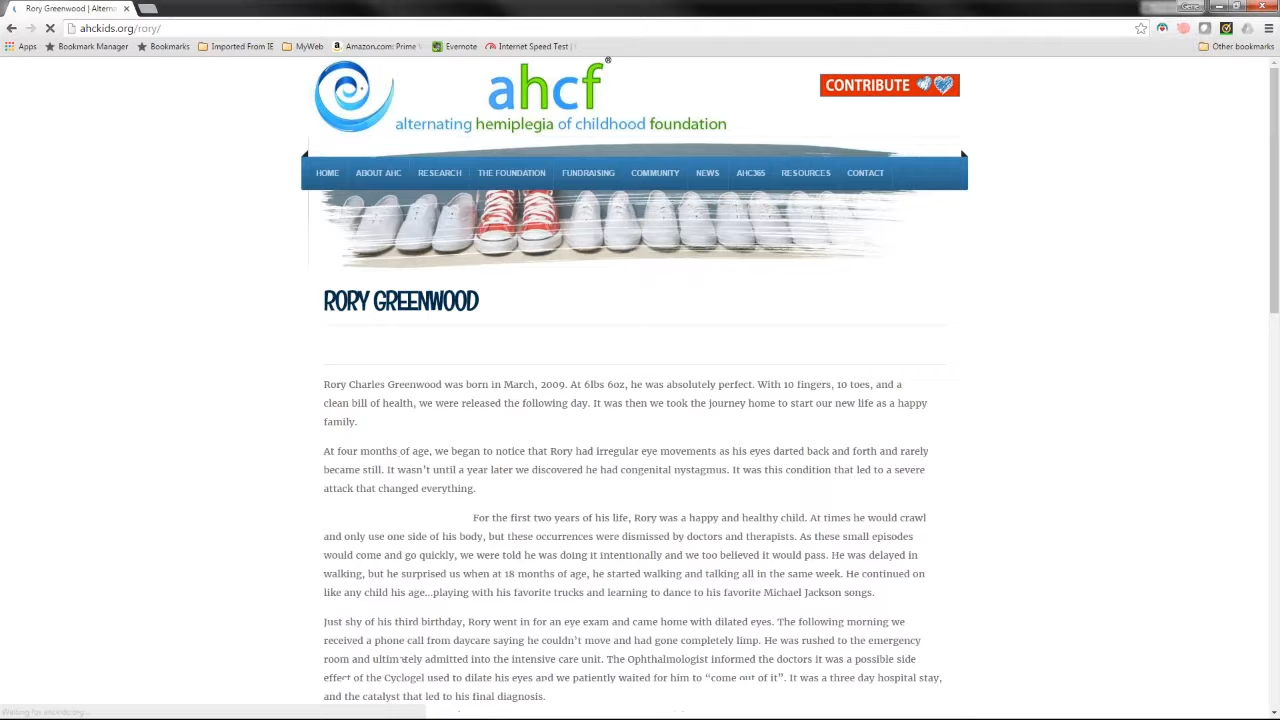 Rory Greenwood | Alterna
Gene
ahckids.org/rory/
Apps Bookmark Manager Bookmarks Imported From IE MyWeb Amazon.com: Prime Evernote Internet Speed Test | Other bookmarks
ahcf®
CONTRIBUTE
alternating hemiplegia of childhood foundation
HOME ABOUT AHC RESEARCH THE FOUNDATION FUNDRAISING COMMUNITY NEWS AHC365 RESOURCES CONTACT
RORY GREENWOOD
Rory Charles Greenwood was born in March, 2009. At 6lbs 6oz, he was absolutely perfect. With 10 fingers, 10 toes, and a
clean bill of health, we were released the following day. It was then we took the journey home to start our new life as a happy
family.
At four months of age, we began to notice that Rory had irregular eye movements as his eyes darted back and forth and rarely
became still. It wasn't until a year later we discovered he had congenital nystagmus. It was this condition that led to a severe
attack that changed everything.
For the first two years of his life, Rory was a happy and healthy child. At times he would crawl
and only use one side of his body, but these occurrences were dismissed by doctors and therapists. As these small episodes
would come and go quickly, we were told he was doing it intentionally and we too believed it would pass. He was delayed in
walking, but he surprised us when at 18 months of age, he started walking and talking all in the same week. He continued on
like any child his age...playing with his favorite trucks and learning to dance to his favorite Michael Jackson songs.
Just shy of his third birthday, Rory went in for an eye exam and came home with dilated eyes. The following morning we
received a phone call from daycare saying he couldn't move and had gone completely limp. He was rushed to the emergency
room and ultimately admitted into the intensive care unit. The Ophthalmologist informed the doctors it was a possible side
effect of the Cyclogel used to dilate his eyes and we patiently waited for him to "come out of it". It was a three day hospital stay,
and the catalyst that led to his final diagnosis.